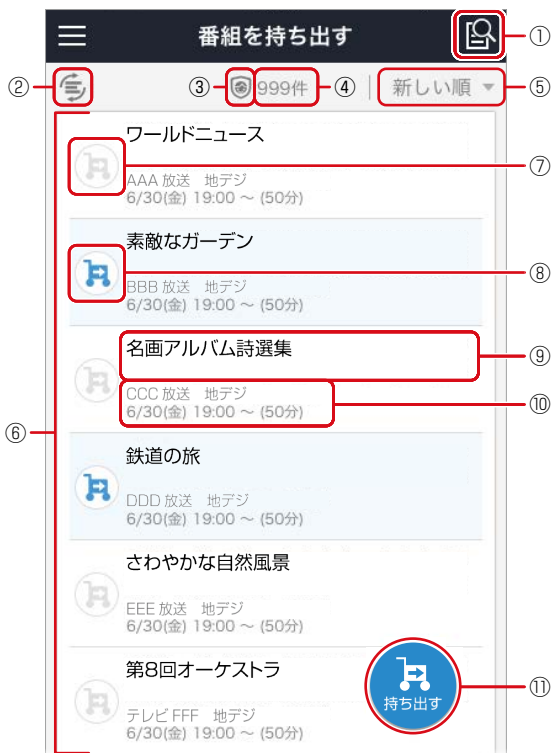 番組を持ち出す
①
②
③
999件
④
新しい順
⑤
ワールドニュース
AAA 放送 地デジ
6/30(金) 19:00 ～ (50分)
⑦
素敵なガーデン
BBB 放送 地デジ
6/30(金) 19:00 ～ (50分)
⑧
名画アルバム詩選集
⑨
CCC 放送 地デジ
6/30(金) 19:00 ～ (50分)
⑩
⑥
鉄道の旅
DDD 放送 地デジ
6/30(金) 19:00 ～ (50分)
さわやかな自然風景
EEE 放送 地デジ
6/30(金) 19:00 ～ (50分)
第8回オーケストラ
テレビ FFF 地デジ
6/30(金) 19:00 ～ (50分)
持ち出す
⑪